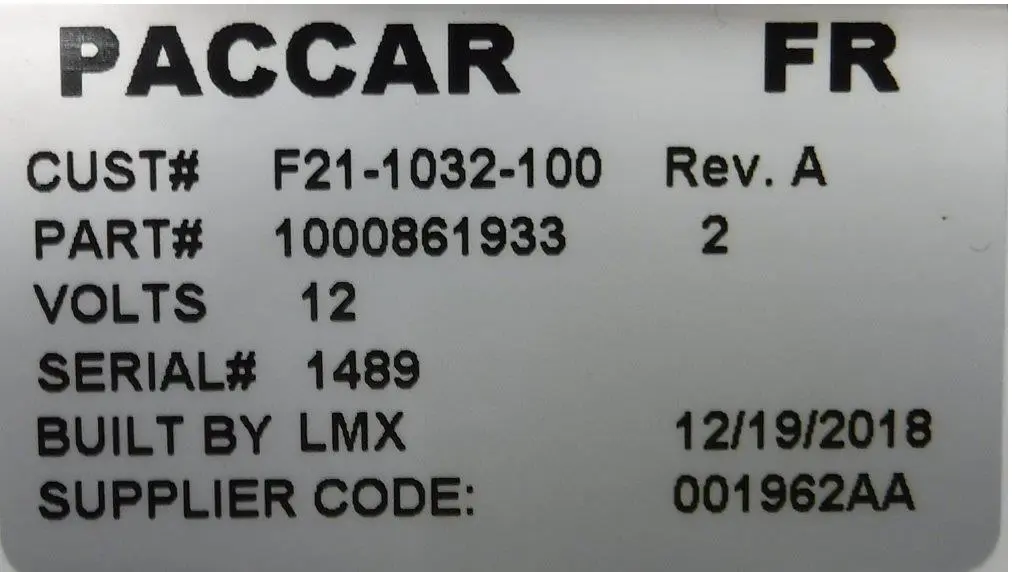 PACCAR FR
CUST# F21-1032-100 Rev. A
PART# 1000861933 2
VOLTS 12
SERIAL# 1489
BUILT BY LMX 12/19/2018
SUPPLIER CODE: 001962AA